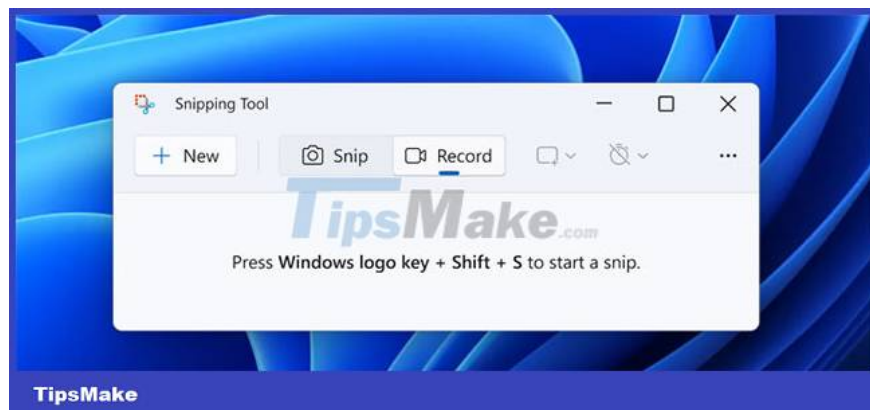 Snipping Tool
New
Snip
Record
TipsMake.com
Press Windows logo key + Shift + S to start a snip.
TipsMake